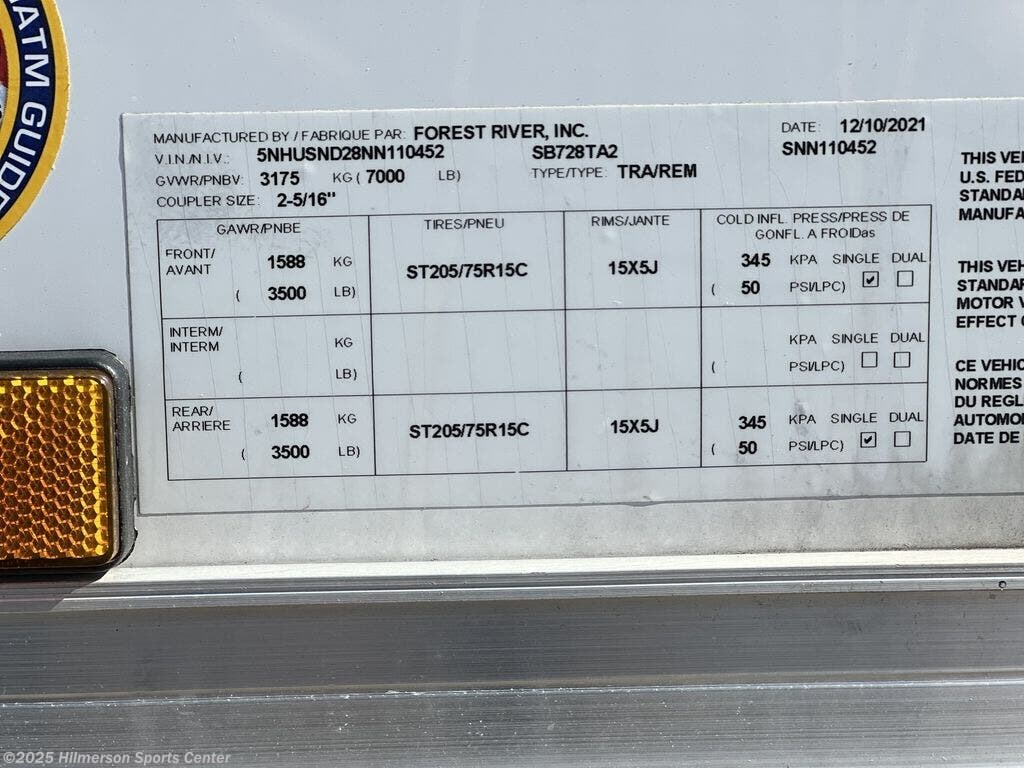 NATM GUIDE
MANUFACTURED BY / FABRIQUE PAR: FOREST RIVER, INC. DATE: 12/10/2021
V.I.N./N.I.V.: 5NHUSND28NN110452 SB728TA2 SNN110452
GVWR/PNBV: 3175 KG ( 7000 LB) TYPE/TYPE: TRA/REM
COUPLER SIZE: 2-5/16"
GAWR/PNBE TIRES/PNEU RIMS/JANTE COLD INFL. PRESS/PRESS DE
GONFL. A FROIDas
FRONT/ 1588 KG ST205/75R15C 15X5J 345 KPA SINGLE DUAL
AVANT ( 3500 LB) ( 50 PSI/LPC)
INTERM/ KG KPA SINGLE DUAL
INTERM ( LB) ( PSI/LPC)
REAR/ 1588 KG ST205/75R15C 15X5J 345 KPA SINGLE DUAL
ARRIERE ( 3500 LB) ( 50 PSI/LPC)
THIS VEH
U.S. FED
STANDA
MANUFA
THIS VEH
STANDAR
MOTOR V
EFFECT
CE VEHIC
NORMES
DU REGL
AUTOMO
DATE DE
©2025 Hilmerson Sports Center